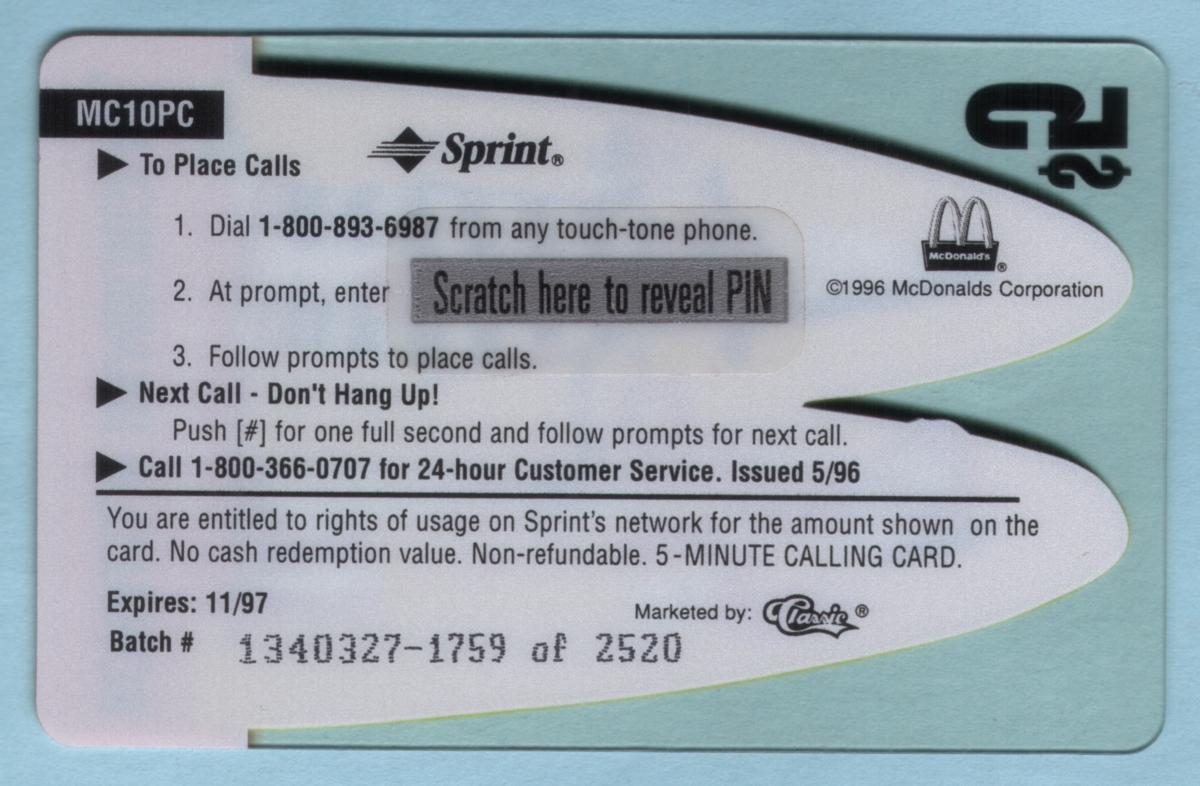 MC10PC
Sprint®
To Place Calls
1. Dial 1-800-893-6987 from any touch-tone phone.
2. At prompt, enter Scratch here to reveal PIN
3. Follow prompts to place calls.
McDonald's®
©1996 McDonalds Corporation
Next Call - Don't Hang Up!
Push [#] for one full second and follow prompts for next call.
Call 1-800-366-0707 for 24-hour Customer Service. Issued 5/96
You are entitled to rights of usage on Sprint's network for the amount shown on the
card. No cash redemption value. Non-refundable. 5-MINUTE CALLING CARD.
Expires: 11/97
Marketed by: Classic®
Batch # 1340327-1759 of 2520